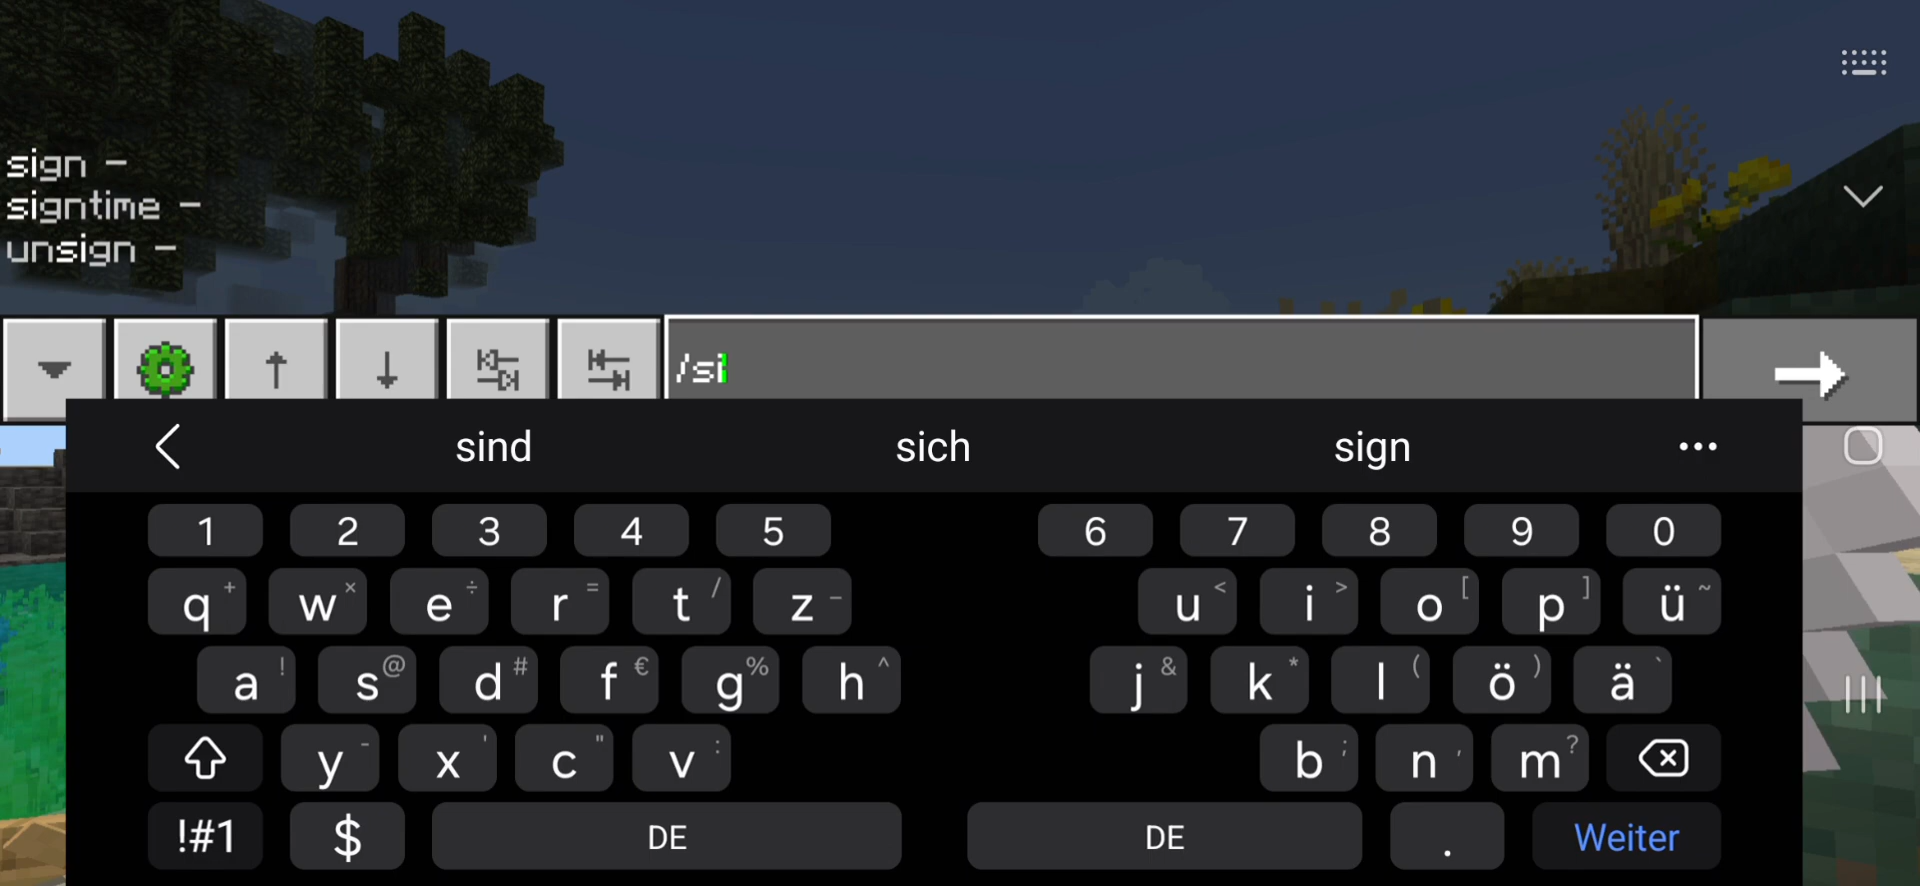 sign -
signtime -
unsign -
/si
sind sich sign ...
1 2 3 4 5 6 7 8 9 0
q + w × e ÷ r = t / z _ u < i > o [ p ] ü ~
a ! s @ d # f € g % h ^ j & k * l ( ö ) ä `
y - x ' c " v : b ; n , m ?
!#1 $ DE DE . Weiter